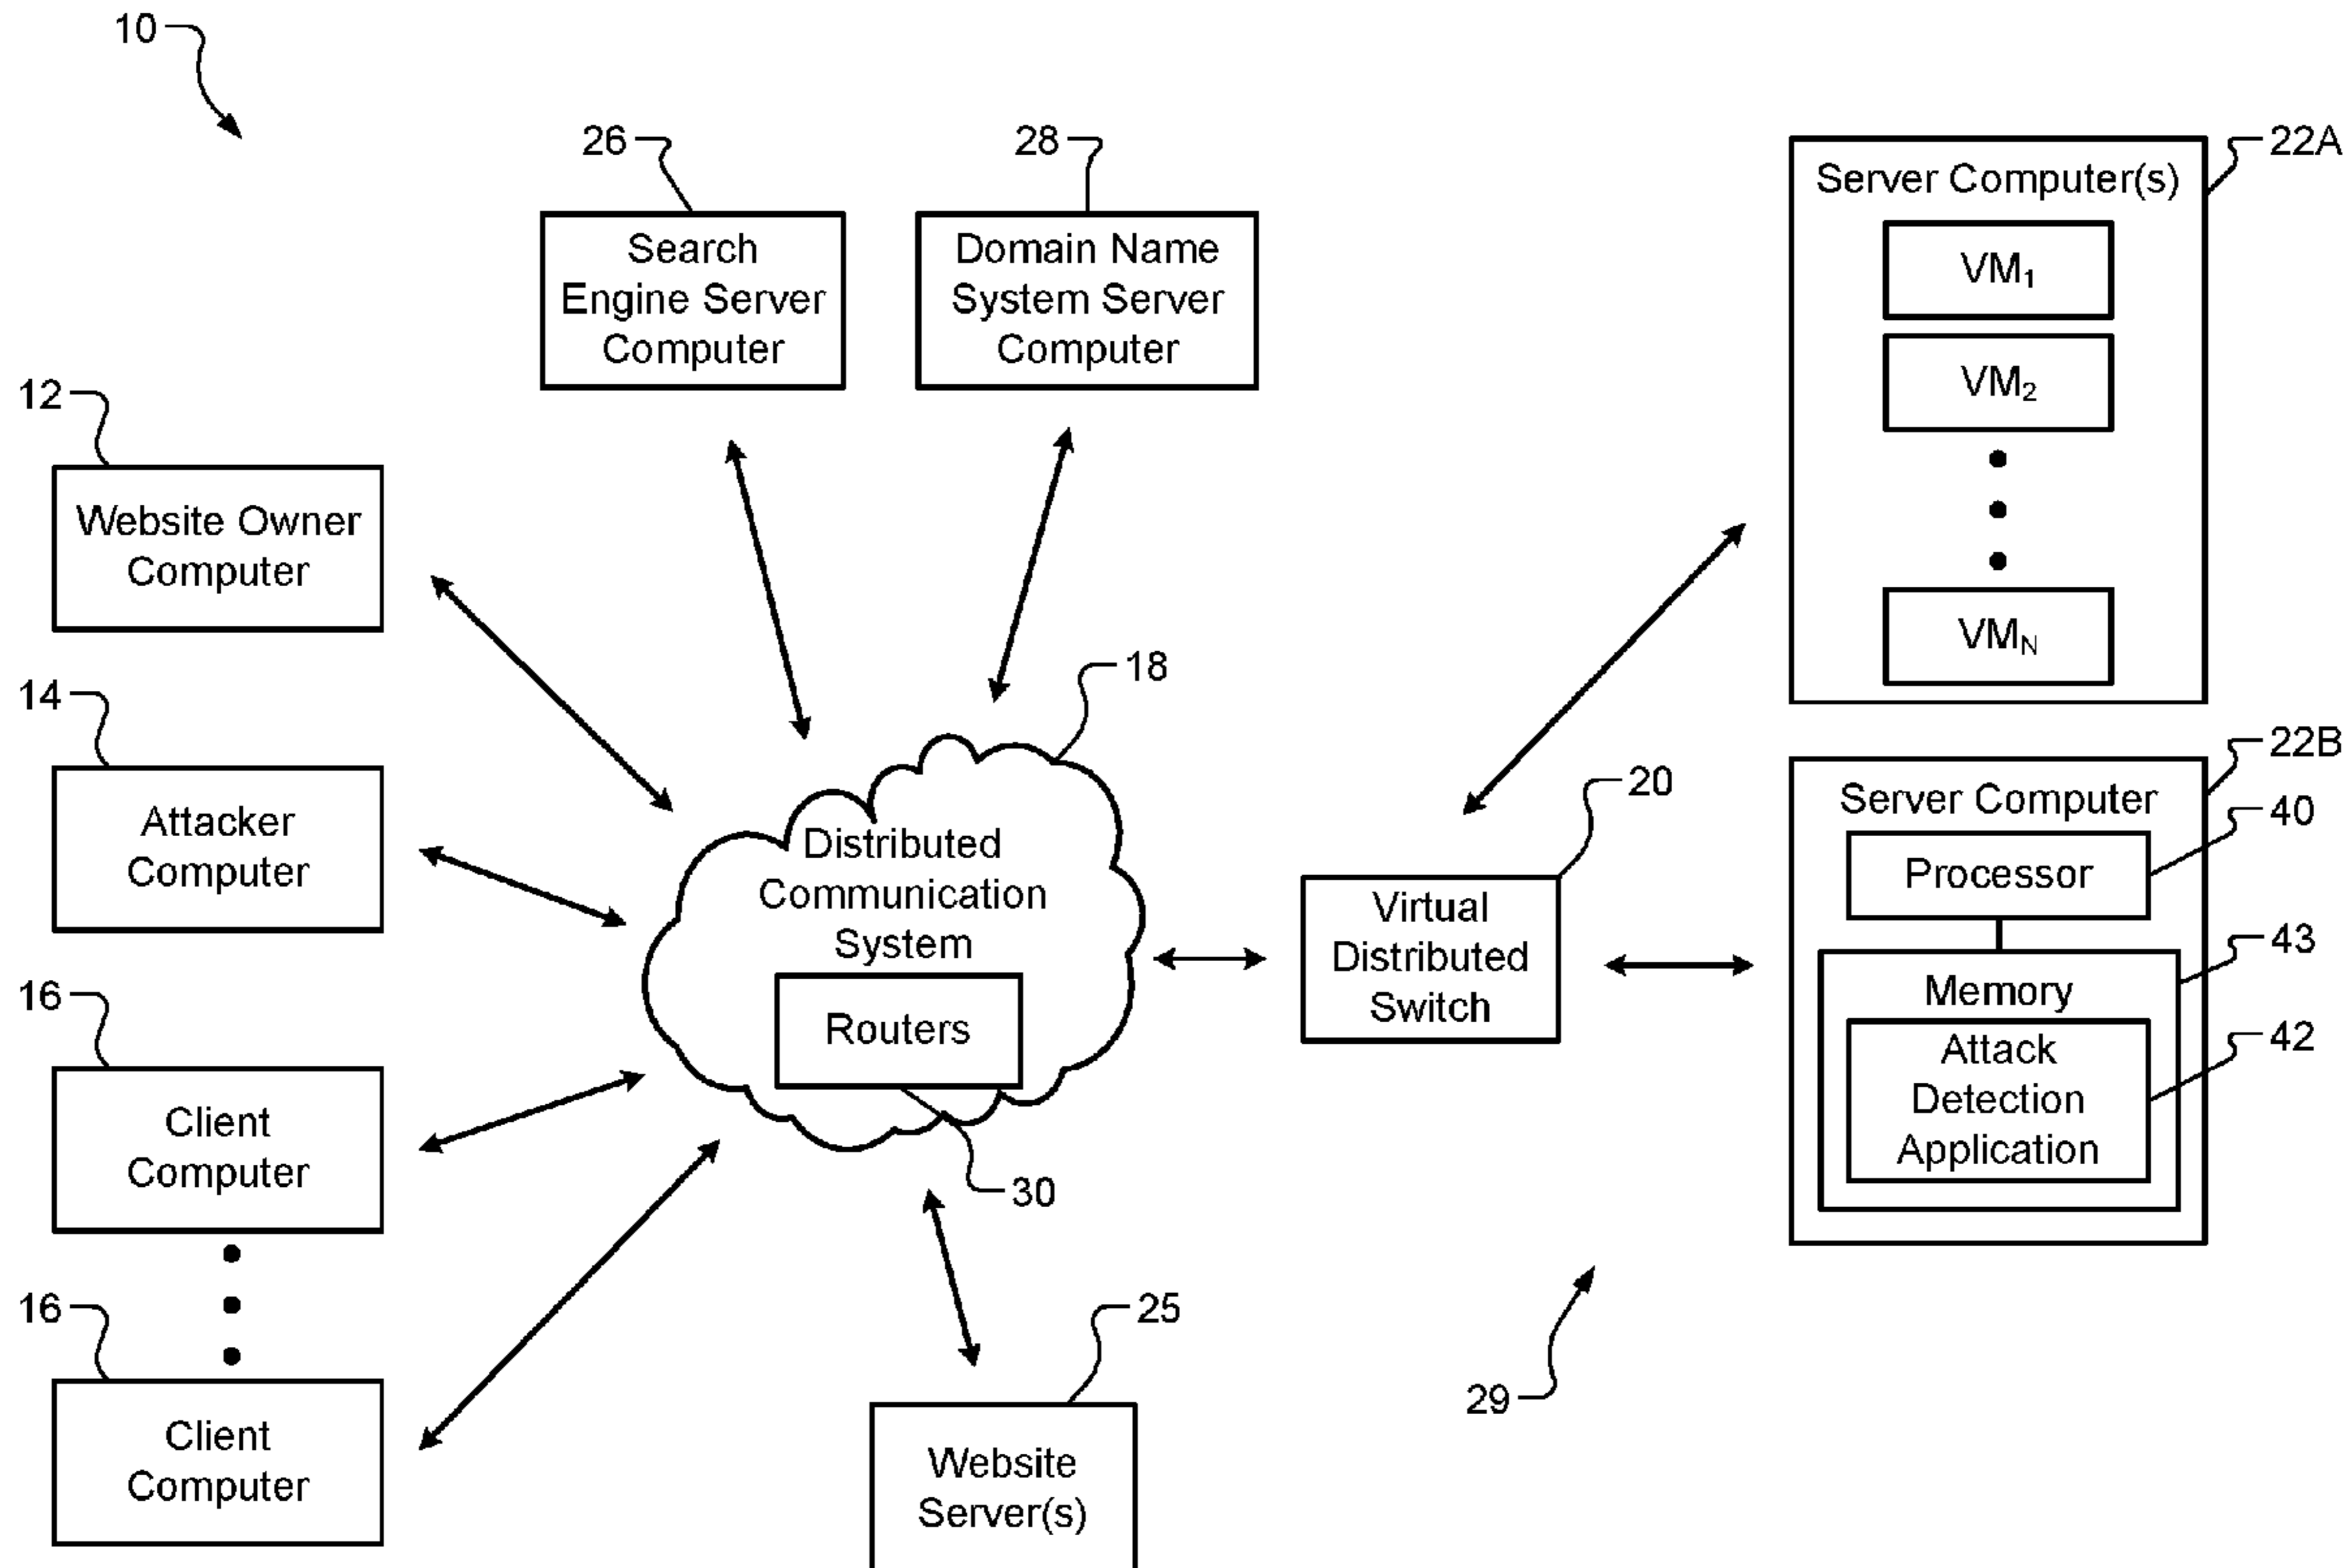 10
26
28
22A
Search
Engine Server
Computer
Domain Name
System Server
Computer
Server Computer(s)
VM₁
VM₂
VM_N
12
Website Owner
Computer
14
Attacker
Computer
16
Client
Computer
16
Client
Computer
18
Distributed
Communication
System
Routers
30
20
Virtual
Distributed
Switch
22B
Server Computer
40
Processor
43
Memory
42
Attack
Detection
Application
25
Website
Server(s)
29